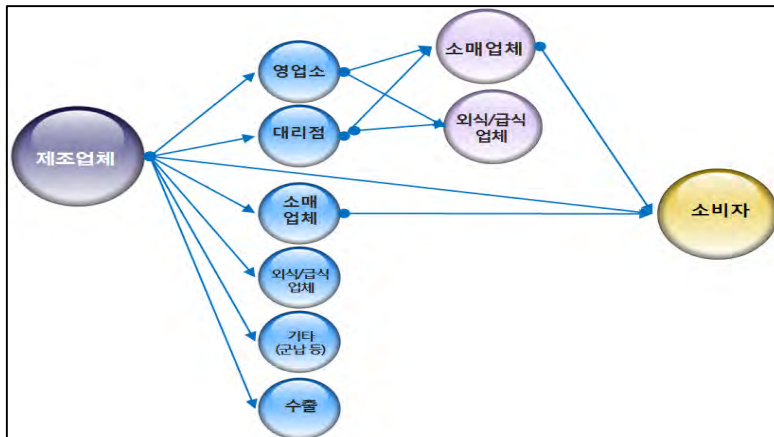 제조업체
영업소
대리점
소매
업체
외식/급식
업체
기타
(군납 등)
수출
소매업체
외식/급식
업체
소비자